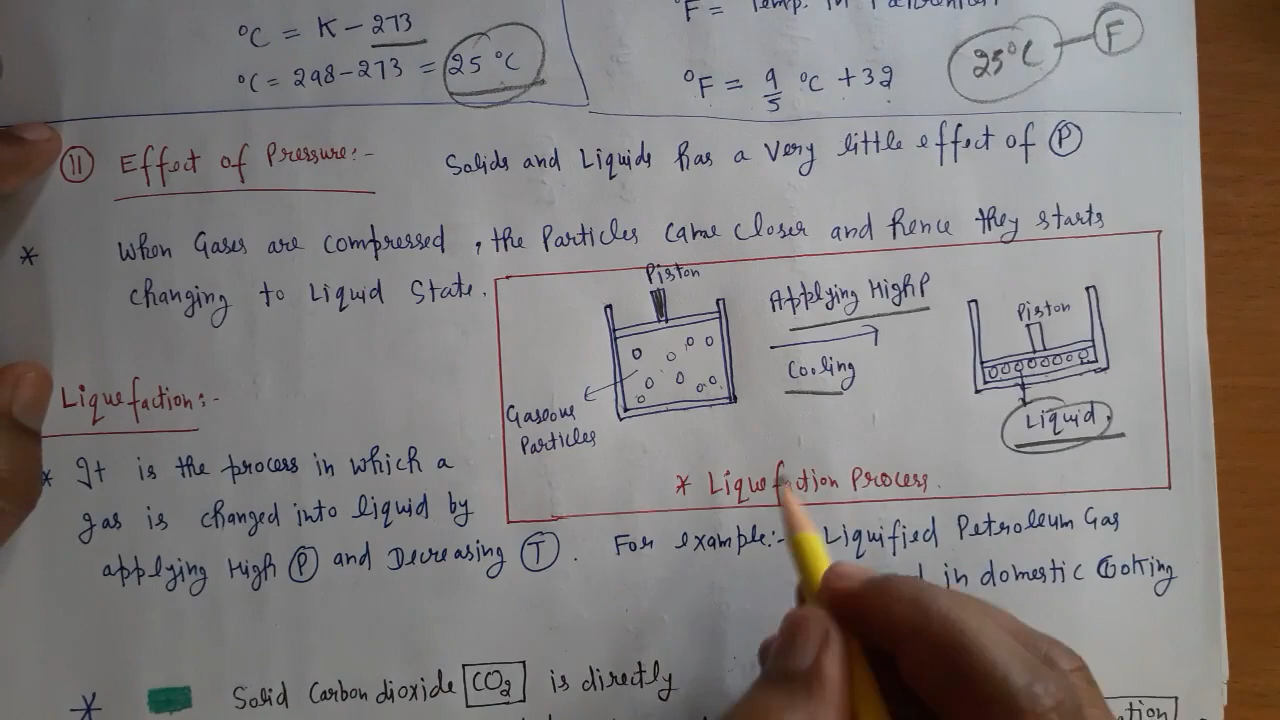 °C = K - 273
°C = 298 - 273 = 25°C
°F = Temp. in
25°C - F
°F = 9/5 °C + 32
11 Effect of Pressure:- Solids and Liquids has a very little effect of P
* When Gases are compressed, the Particles came closer and hence they starts
changing to Liquid State.
Piston
Applying High P
Cooling
Gaseous
Particles
Piston
Liquid.
* Liquefaction Process.
Liquefaction:-
* It is the process in which a
gas is changed into liquid by
applying High P and Decreasing T.
For example:- Liquified Petroleum Gas
in domestic Cooking
* Solid Carbon dioxide CO2 is directly